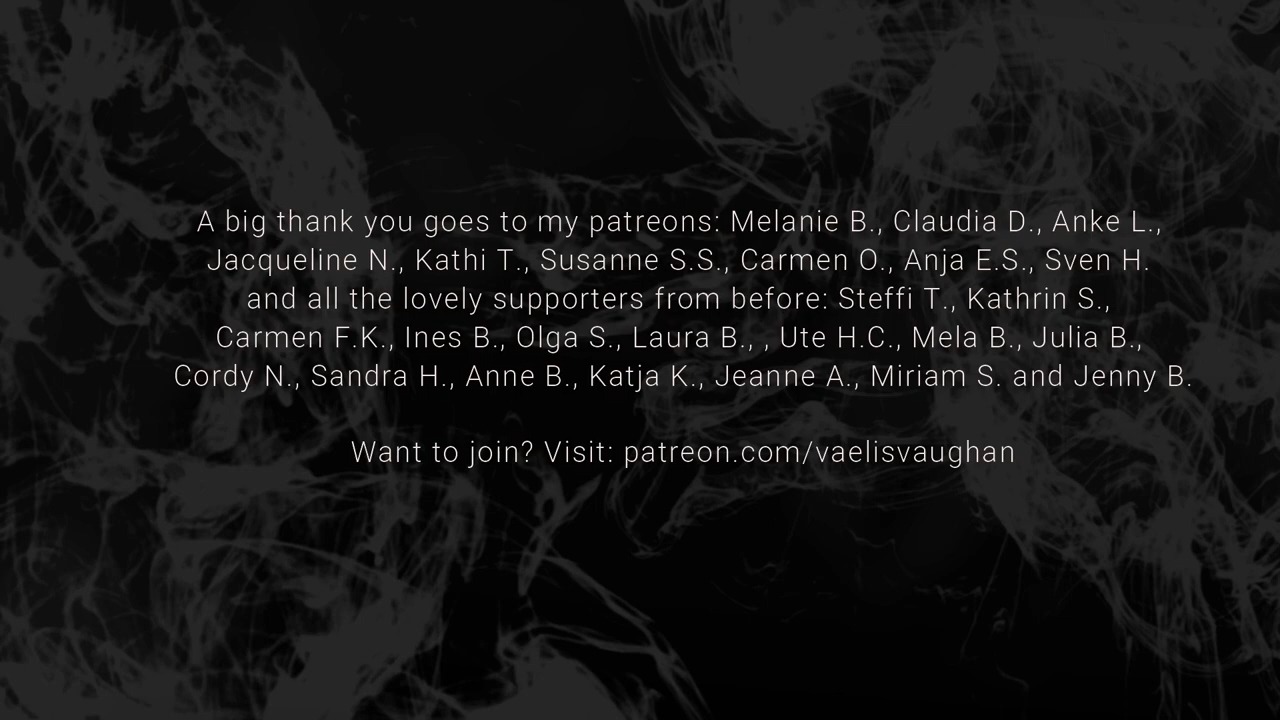 A big thank you goes to my patreons: Melanie B., Claudia D., Anke L.,
Jacqueline N., Kathi T., Susanne S.S., Carmen O., Anja E.S., Sven H.
and all the lovely supporters from before: Steffi T., Kathrin S.,
Carmen F.K., Ines B., Olga S., Laura B., , Ute H.C., Mela B., Julia B.,
Cordy N., Sandra H., Anne B., Katja K., Jeanne A., Miriam S. and Jenny B.
Want to join? Visit: patreon.com/vaelisvaughan